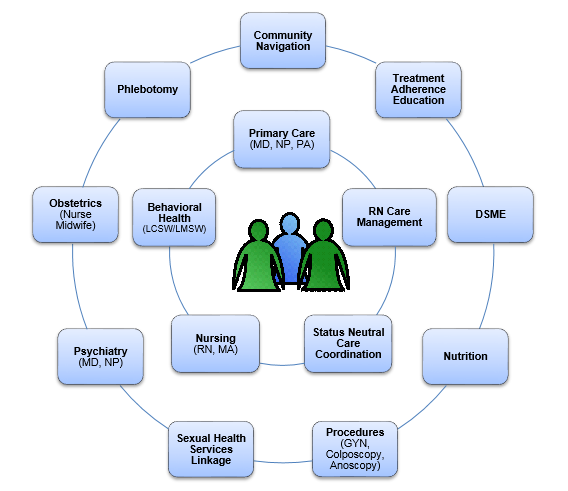 Community
Navigation
Phlebotomy
Treatment
Adherence
Education
Primary Care
(MD, NP, PA)
Obstetrics
(Nurse
Midwife)
Behavioral
Health
(LCSW/LMSW)
RN Care
Management
DSME
Psychiatry
(MD, NP)
Nursing
(RN, MA)
Status Neutral
Care
Coordination
Nutrition
Sexual Health
Services
Linkage
Procedures
(GYN,
Colposcopy,
Anoscopy)